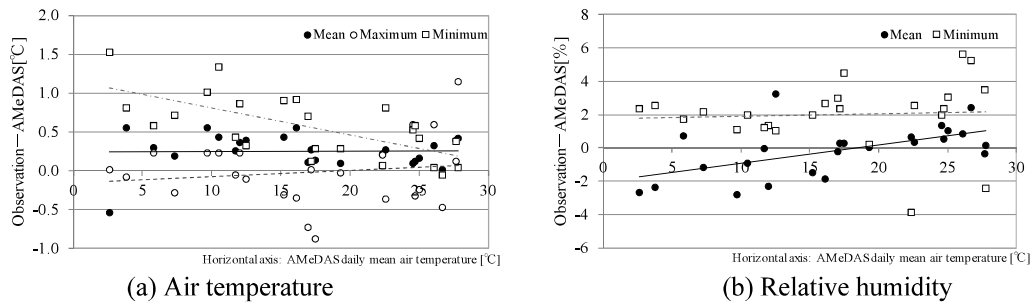 Observation－AMeDAS[℃]
1.5
1.0
0.5
0.0
-0.5
-1.0
0 5 10 15 20 25 30
●Mean ○Maximum □Minimum
Horizontal axis: AMeDAS daily mean air temperature [℃]
(a) Air temperature
Observation－AMeDAS[%]
8
6
4
2
0
-2
-4
-6
0 5 10 15 20 25 30
●Mean □Minimum
Horizontal axis: AMeDAS daily mean air temperature [℃]
(b) Relative humidity